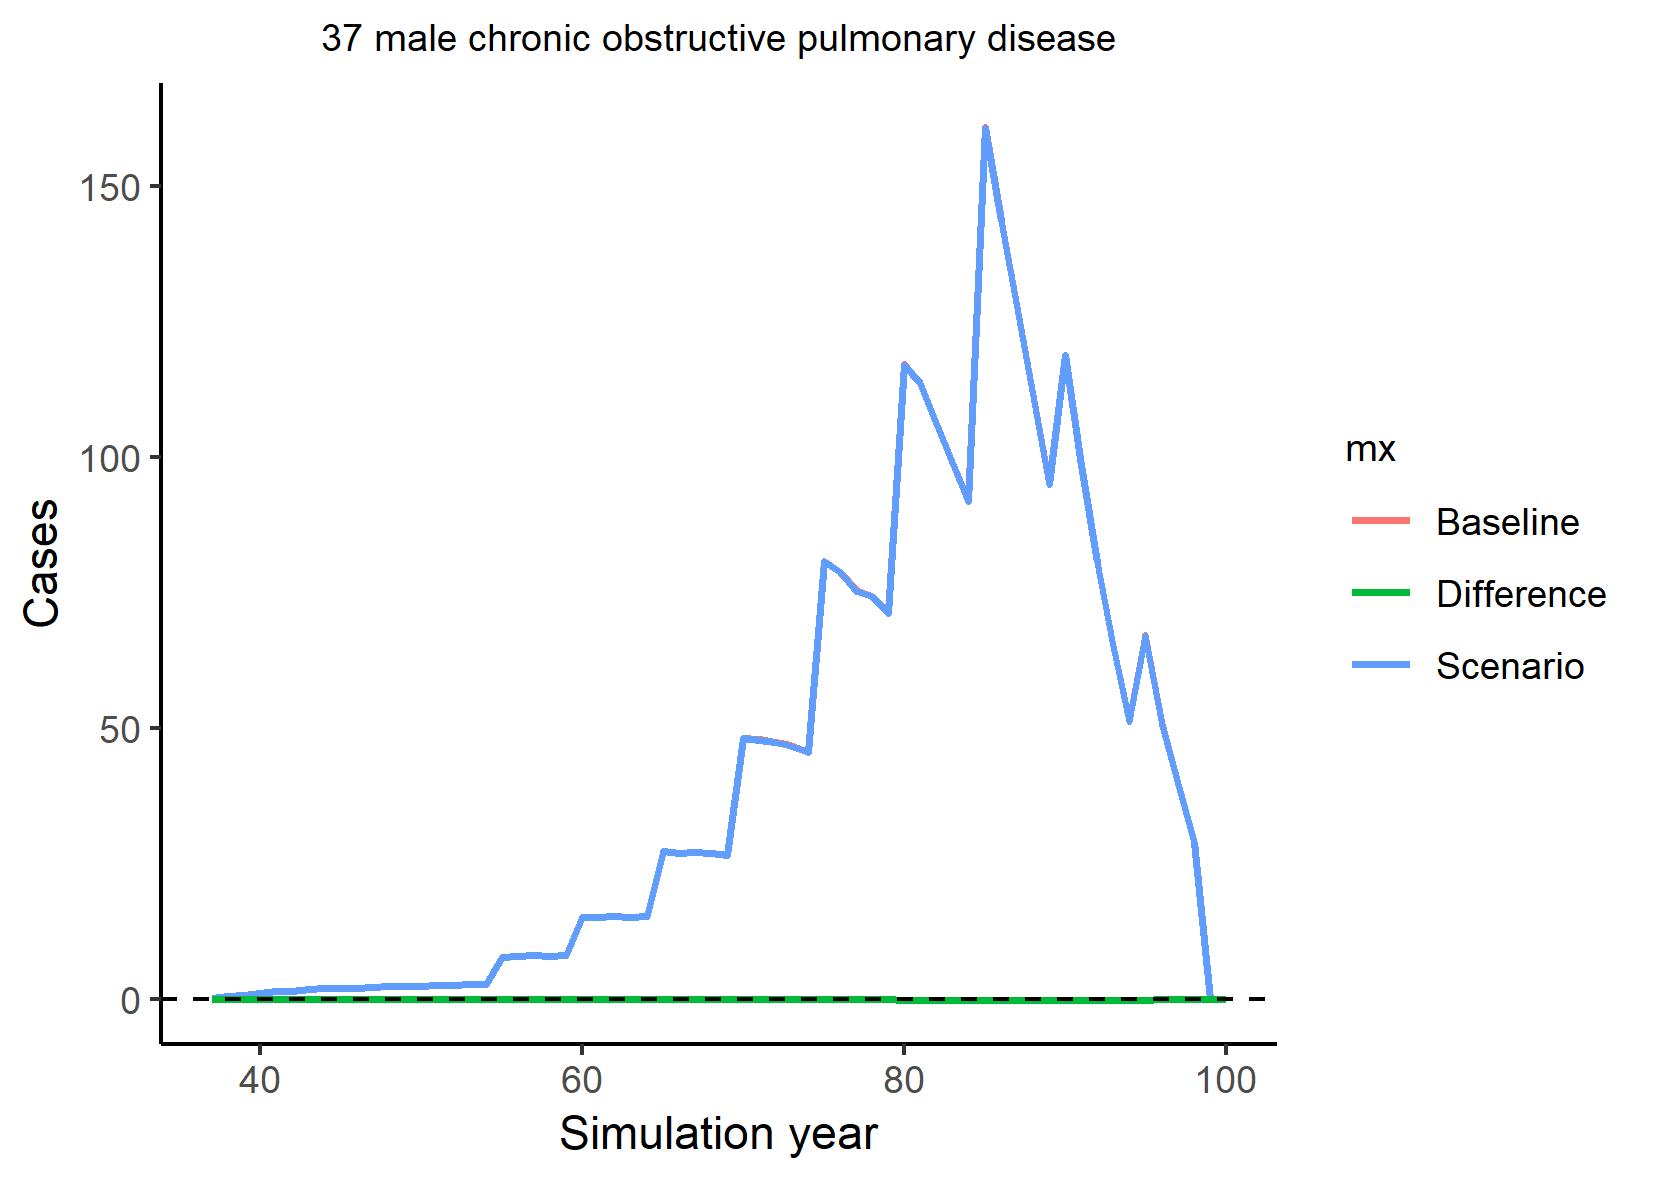 37 male chronic obstructive pulmonary disease
150
100
50
0
Cases
40 60 80 100
Simulation year
mx
Baseline
Difference
Scenario